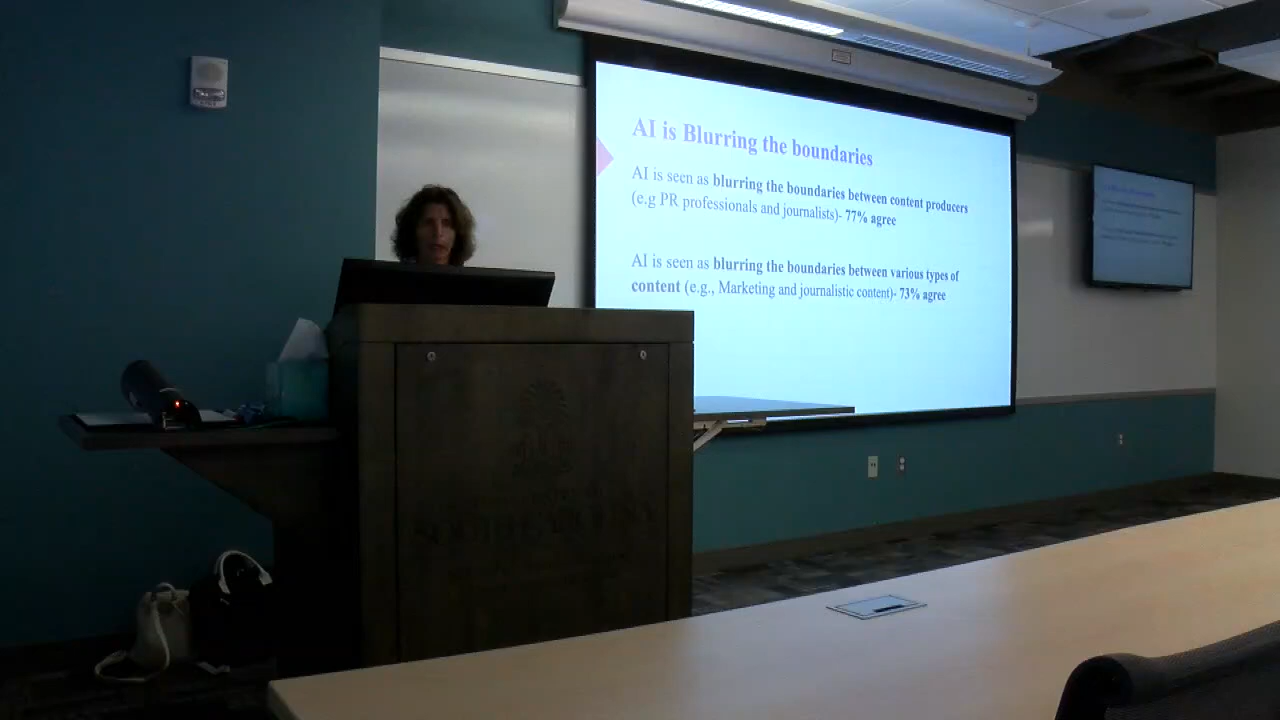 AI is Blurring the boundaries
AI is seen as blurring the boundaries between content producers
(e.g PR professionals and journalists)- 77% agree
AI is seen as blurring the boundaries between various types of
content (e.g., Marketing and journalistic content)- 73% agree